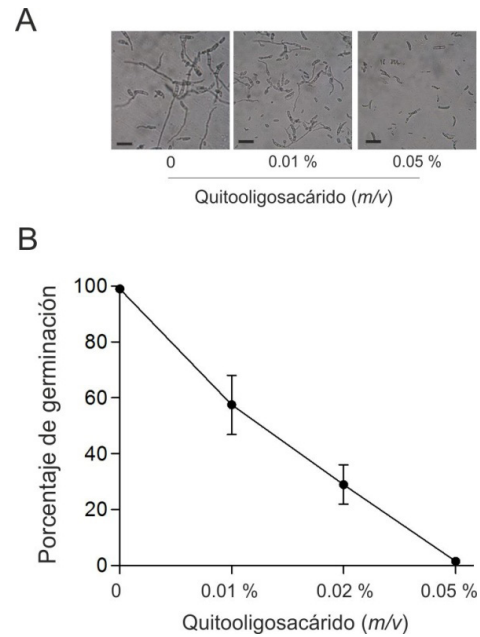 A
0
0.01 %
0.05 %
Quitooligosacárido (m/v)
B
Porcentaje de germinación
100
80
60
40
20
0
0
0.01 %
0.02 %
0.05 %
Quitooligosacárido (m/v)